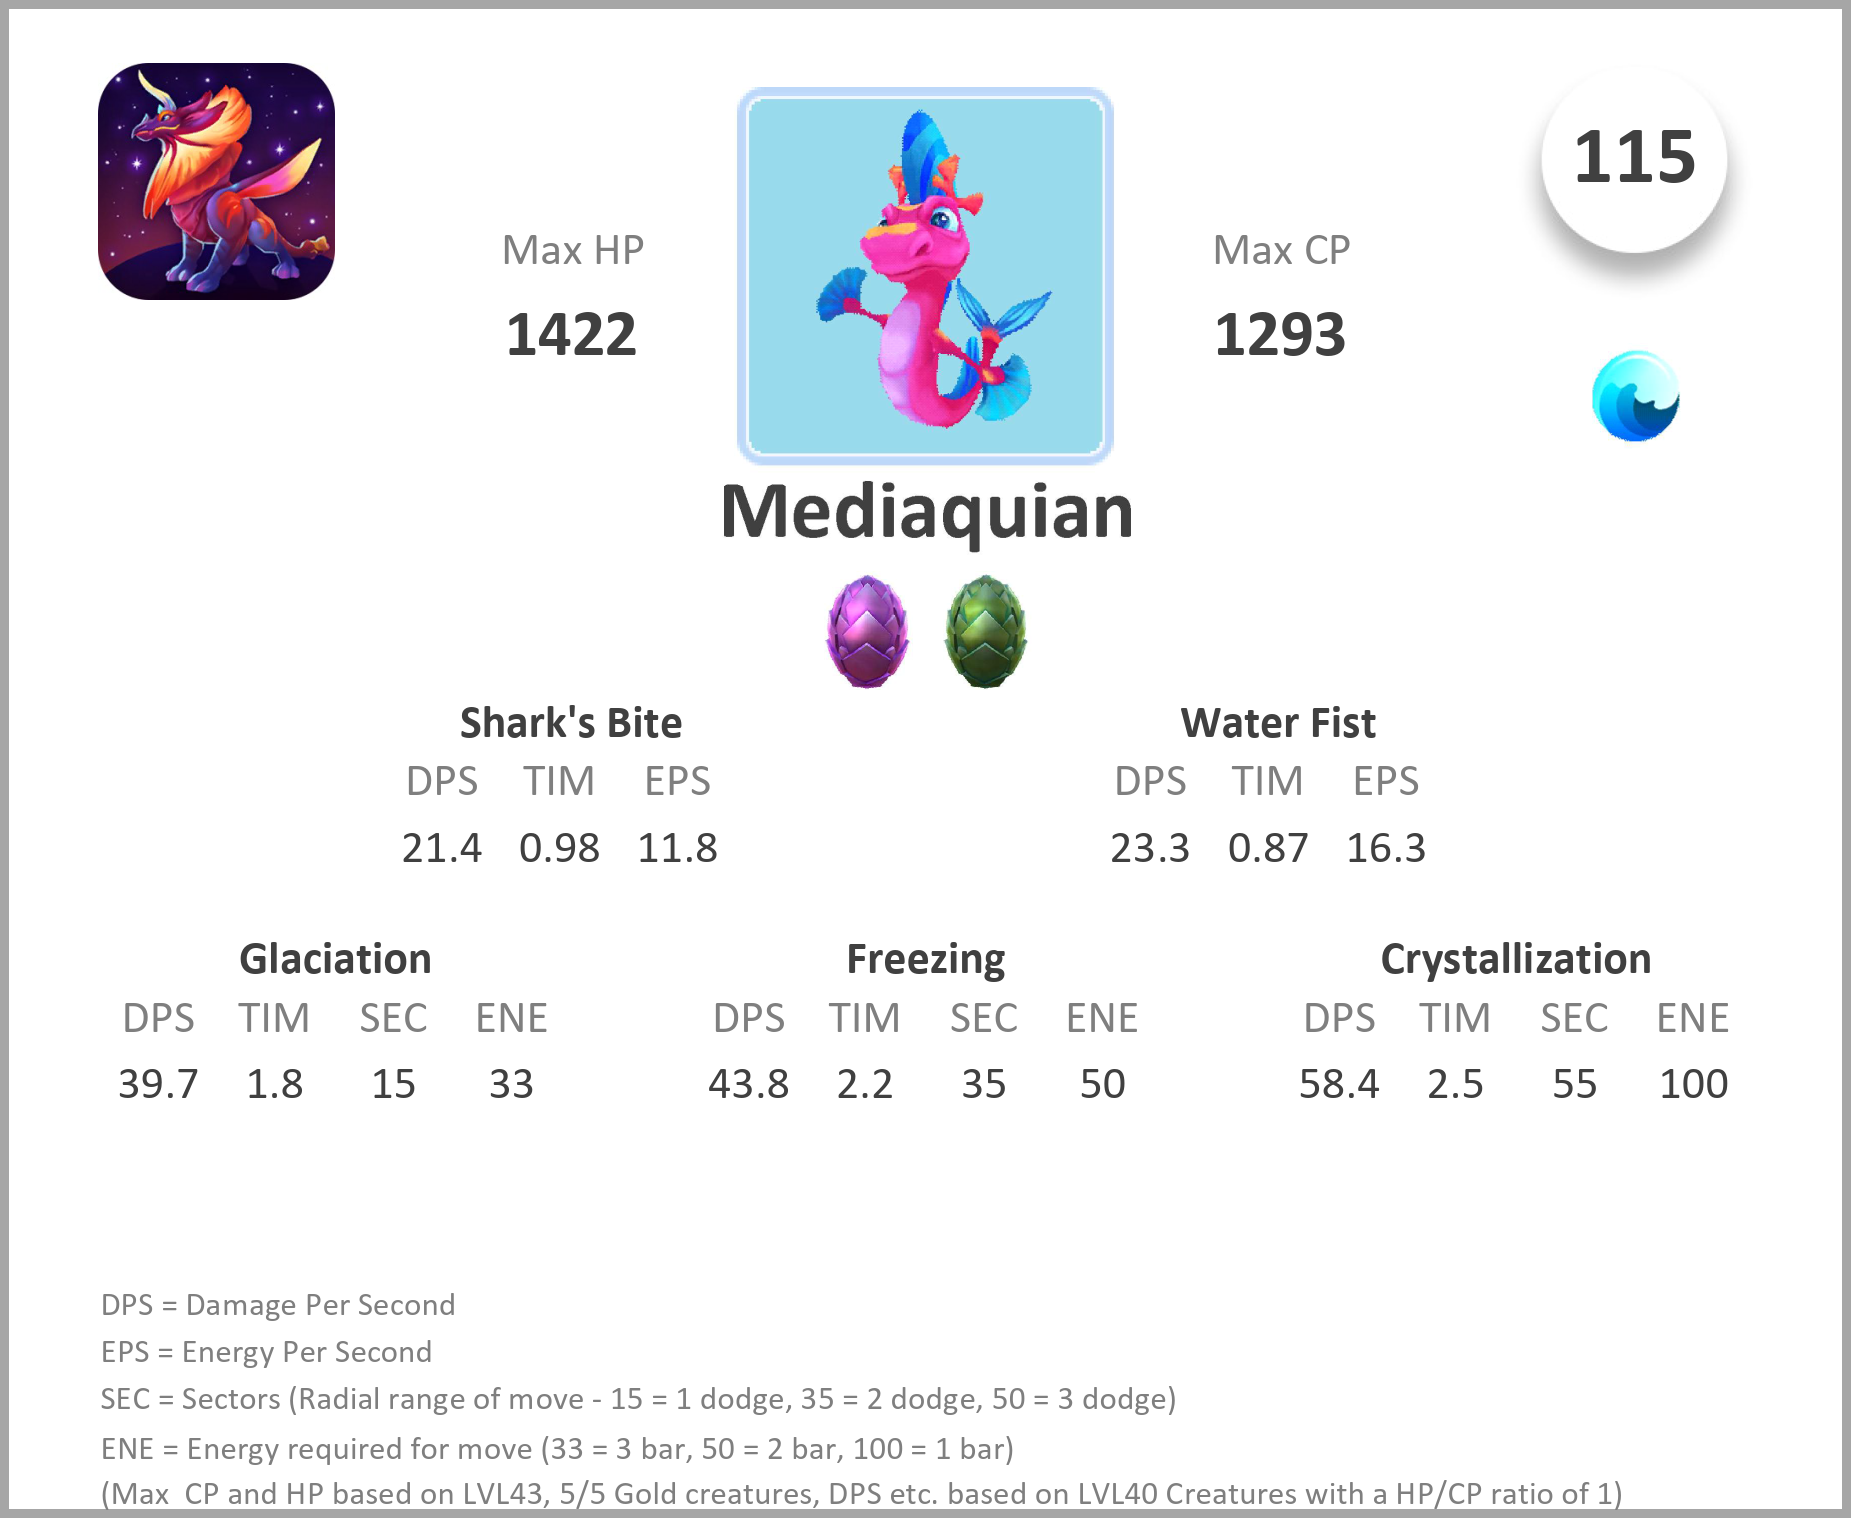 115
Max HP
Max CP
1422
1293
Mediaquian
Shark's Bite
Water Fist
DPS TIM EPS
DPS TIM EPS
21.4 0.98 11.8
23.3 0.87 16.3
Glaciation
Freezing
Crystallization
DPS TIM SEC ENE
DPS TIM SEC ENE
DPS TIM SEC ENE
39.7 1.8 15 33
43.8 2.2 35 50
58.4 2.5 55 100
DPS = Damage Per Second
EPS = Energy Per Second
SEC = Sectors (Radial range of move - 15 = 1 dodge, 35 = 2 dodge, 50 = 3 dodge)
ENE = Energy required for move (33 = 3 bar, 50 = 2 bar, 100 = 1 bar)
(Max  CP and HP based on LVL43, 5/5 Gold creatures, DPS etc. based on LVL40 Creatures with a HP/CP ratio of 1)